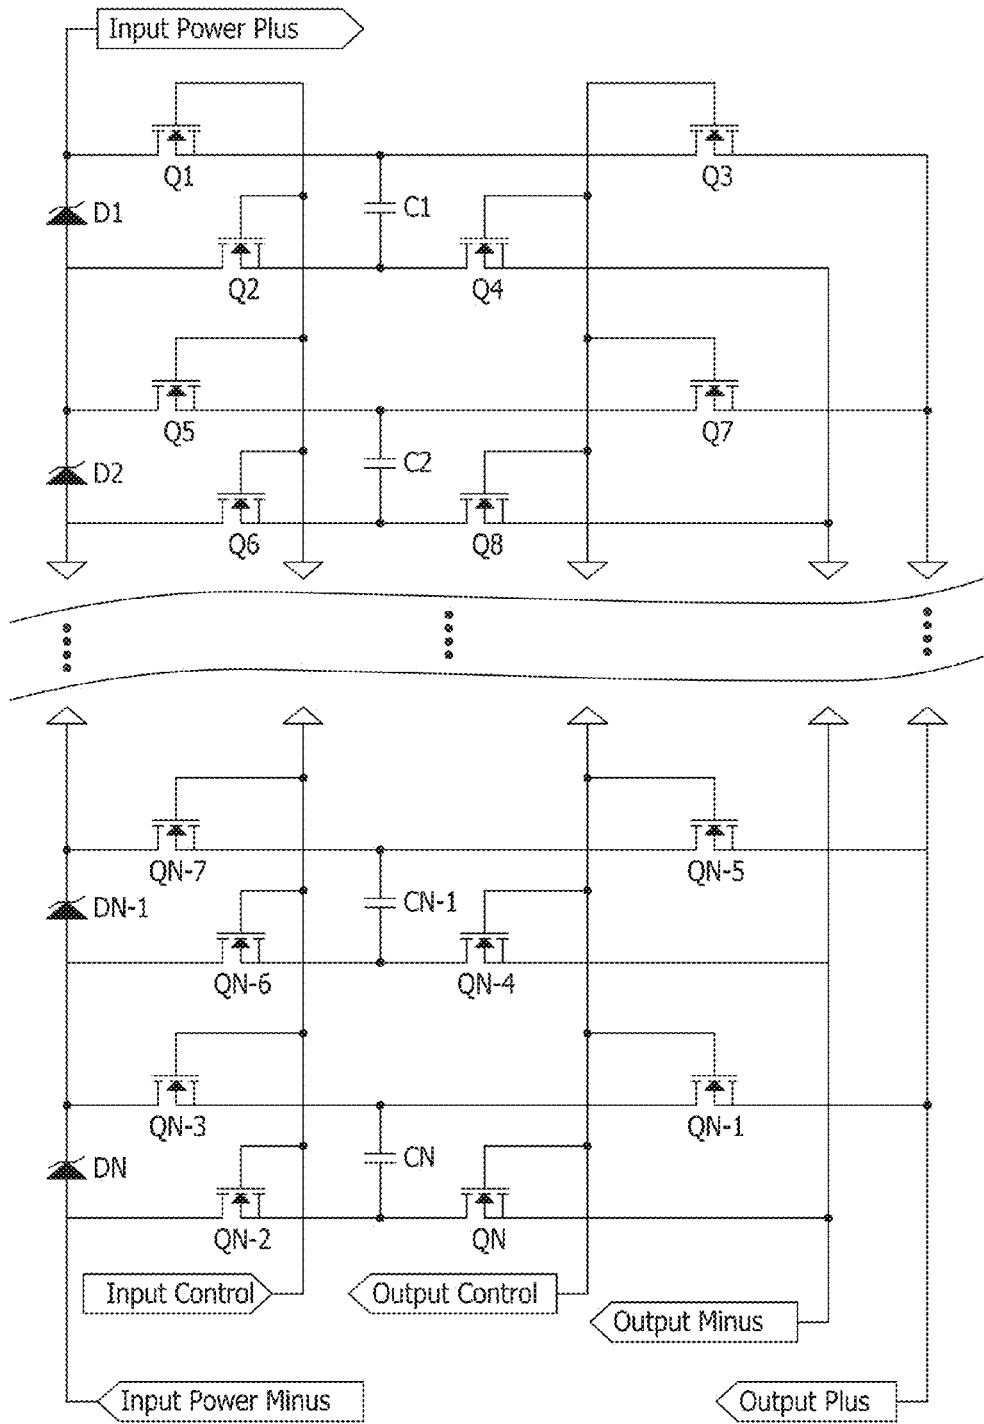 Input Power Plus
Q1
Q3
D1
C1
Q2
Q4
Q5
Q7
D2
C2
Q6
Q8
QN-7
QN-5
DN-1
CN-1
QN-6
QN-4
QN-3
QN-1
DN
CN
QN-2
QN
Input Control
Output Control
Output Minus
Input Power Minus
Output Plus